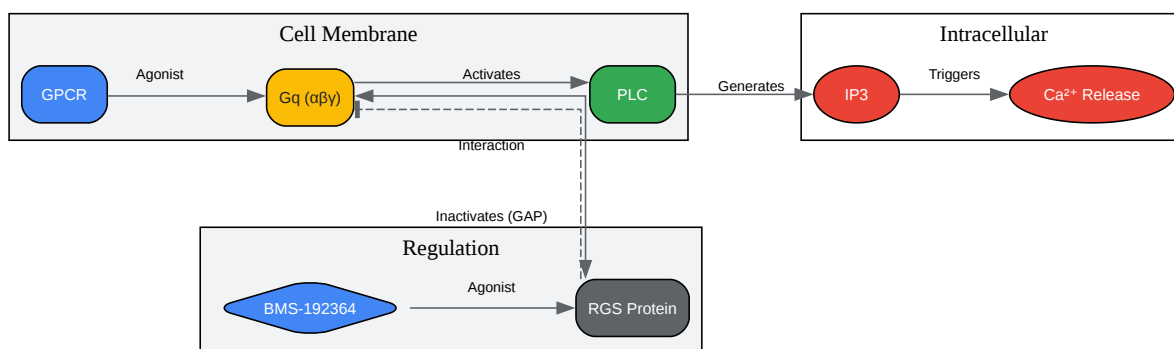 Cell Membrane
Intracellular
GPCR
Agonist
Gq (αβγ)
Activates
PLC
Generates
IP3
Triggers
Ca²⁺ Release
Interaction
Inactivates (GAP)
Regulation
BMS-192364
Agonist
RGS Protein